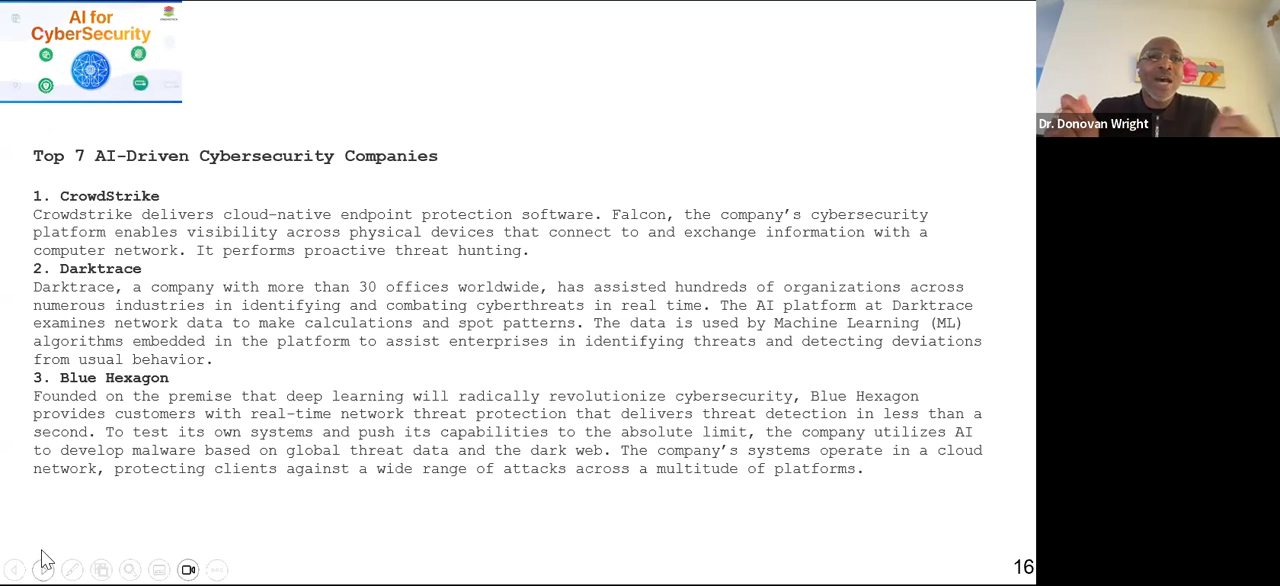 AI for
CyberSecurity
Dr. Donovan Wright
Top 7 AI-Driven Cybersecurity Companies
1. CrowdStrike
Crowdstrike delivers cloud-native endpoint protection software. Falcon, the company's cybersecurity
platform enables visibility across physical devices that connect to and exchange information with a
computer network. It performs proactive threat hunting.
2. Darktrace
Darktrace, a company with more than 30 offices worldwide, has assisted hundreds of organizations across
numerous industries in identifying and combating cyberthreats in real time. The AI platform at Darktrace
examines network data to make calculations and spot patterns. The data is used by Machine Learning (ML)
algorithms embedded in the platform to assist enterprises in identifying threats and detecting deviations
from usual behavior.
3. Blue Hexagon
Founded on the premise that deep learning will radically revolutionize cybersecurity, Blue Hexagon
provides customers with real-time network threat protection that delivers threat detection in less than a
second. To test its own systems and push its capabilities to the absolute limit, the company utilizes AI
to develop malware based on global threat data and the dark web. The company's systems operate in a cloud
network, protecting clients against a wide range of attacks across a multitude of platforms.
16